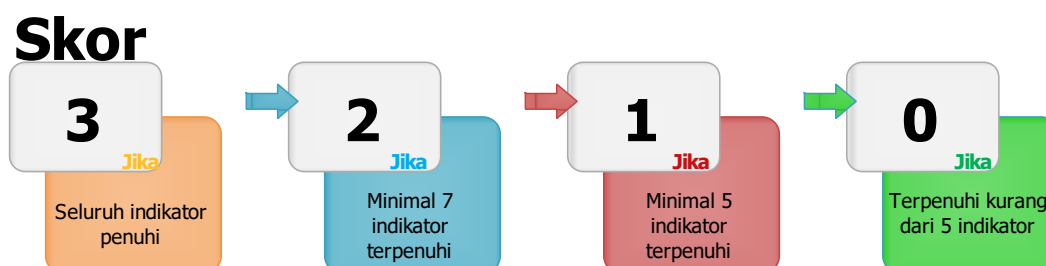 Skor
3
Jika
Seluruh indikator
penuhi
2
Jika
Minimal 7
indikator
terpenuhi
1
Jika
Minimal 5
indikator
terpenuhi
0
Jika
Terpenuhi kurang
dari 5 indikator